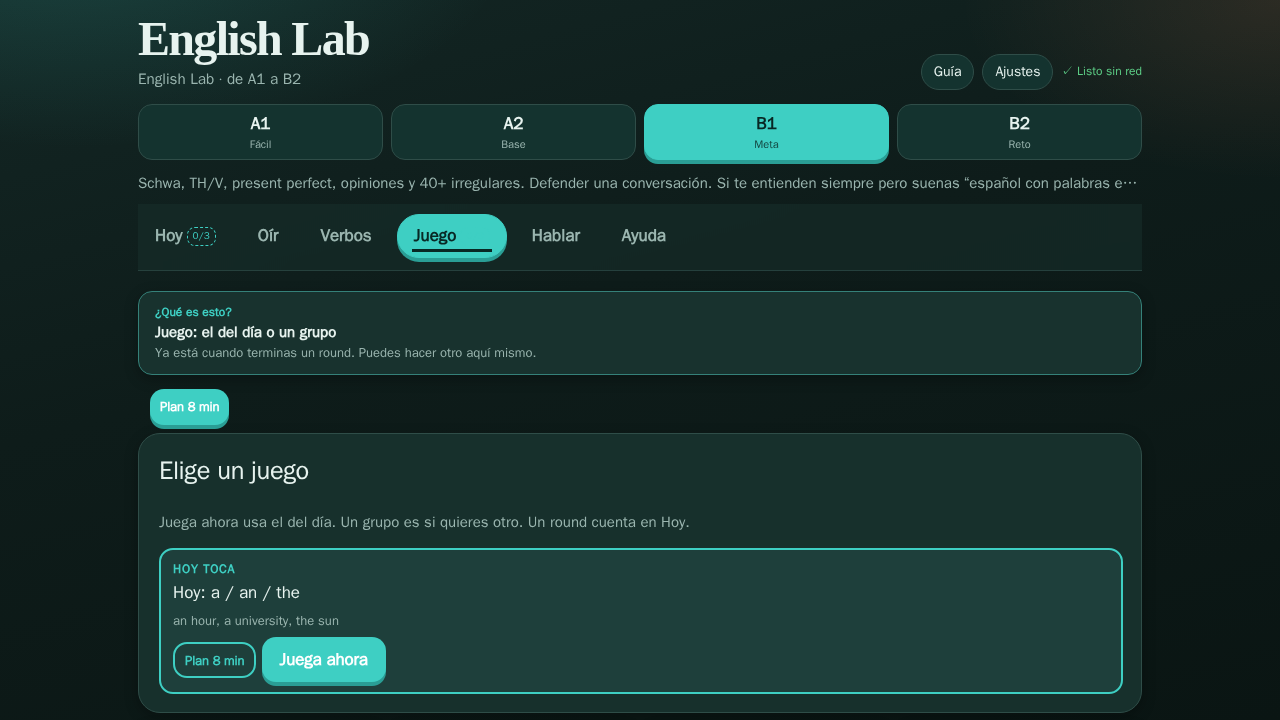 English Lab
English Lab · de A1 a B2
Guía
Ajustes
✓ Listo sin red
A1
Fácil
A2
Base
B1
Meta
B2
Reto
Schwa, TH/V, present perfect, opiniones y 40+ irregulares. Defender una conversación. Si te entienden siempre pero suenas “español con palabras e…
Hoy 0/3
Oír
Verbos
Juego
Hablar
Ayuda
¿Qué es esto?
Juego: el del día o un grupo
Ya está cuando terminas un round. Puedes hacer otro aquí mismo.
Plan 8 min
Elige un juego
Juega ahora usa el del día. Un grupo es si quieres otro. Un round cuenta en Hoy.
HOY TOCA
Hoy: a / an / the
an hour, a university, the sun
Plan 8 min
Juega ahora